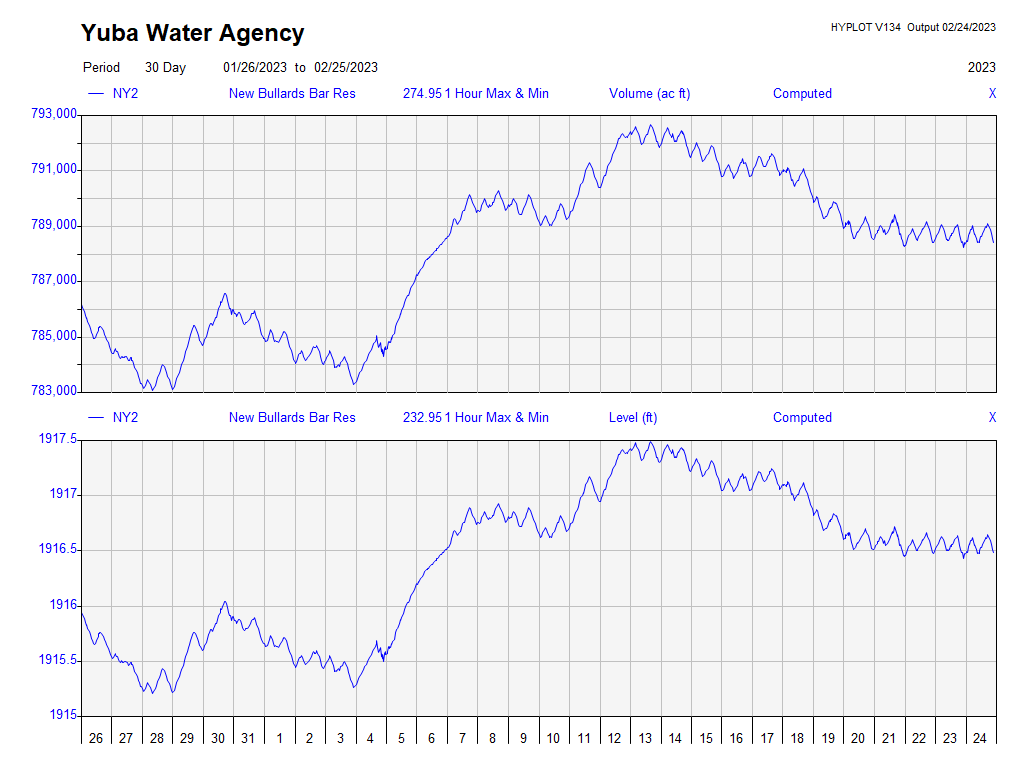 Yuba Water Agency
HYPLOT V134 Output 02/24/2023
Period 30 Day 01/26/2023 to 02/25/2023 2023
NY2 New Bullards Bar Res 274.95 1 Hour Max & Min Volume (ac ft) Computed X
793,000
791,000
789,000
787,000
785,000
783,000
NY2 New Bullards Bar Res 232.95 1 Hour Max & Min Level (ft) Computed X
1917.5
1917
1916.5
1916
1915.5
1915
26 27 28 29 30 31 1 2 3 4 5 6 7 8 9 10 11 12 13 14 15 16 17 18 19 20 21 22 23 24